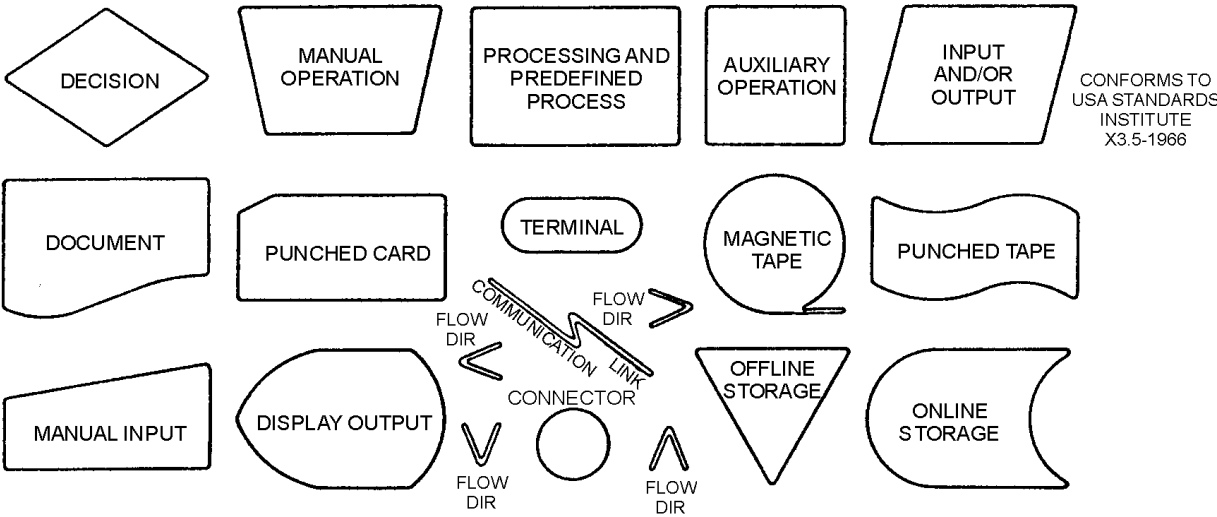 DECISION
MANUAL
OPERATION
PROCESSING AND
PREDEFINED
PROCESS
AUXILIARY
OPERATION
INPUT
AND/OR
OUTPUT
CONFORMS TO
USA STANDARDS
INSTITUTE
X3.5-1966
DOCUMENT
PUNCHED CARD
TERMINAL
MAGNETIC
TAPE
PUNCHED TAPE
COMMUNICATION LINK
FLOW
DIR
FLOW
DIR
MANUAL INPUT
DISPLAY OUTPUT
CONNECTOR
OFFLINE
STORAGE
ONLINE
STORAGE
FLOW
DIR
FLOW
DIR